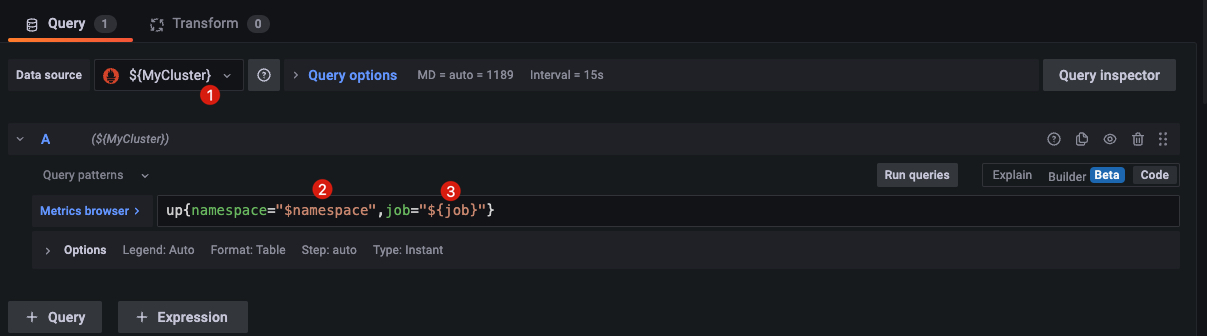 Query 1 Transform 0
Data source ${MyCluster} > Query options MD = auto = 1189 Interval = 15s Query inspector
1
A (${MyCluster})
Query patterns Run queries Explain Builder Beta Code
2 3
Metrics browser > up{namespace="$namespace",job="${job}"}
> Options Legend: Auto Format: Table Step: auto Type: Instant
+ Query + Expression